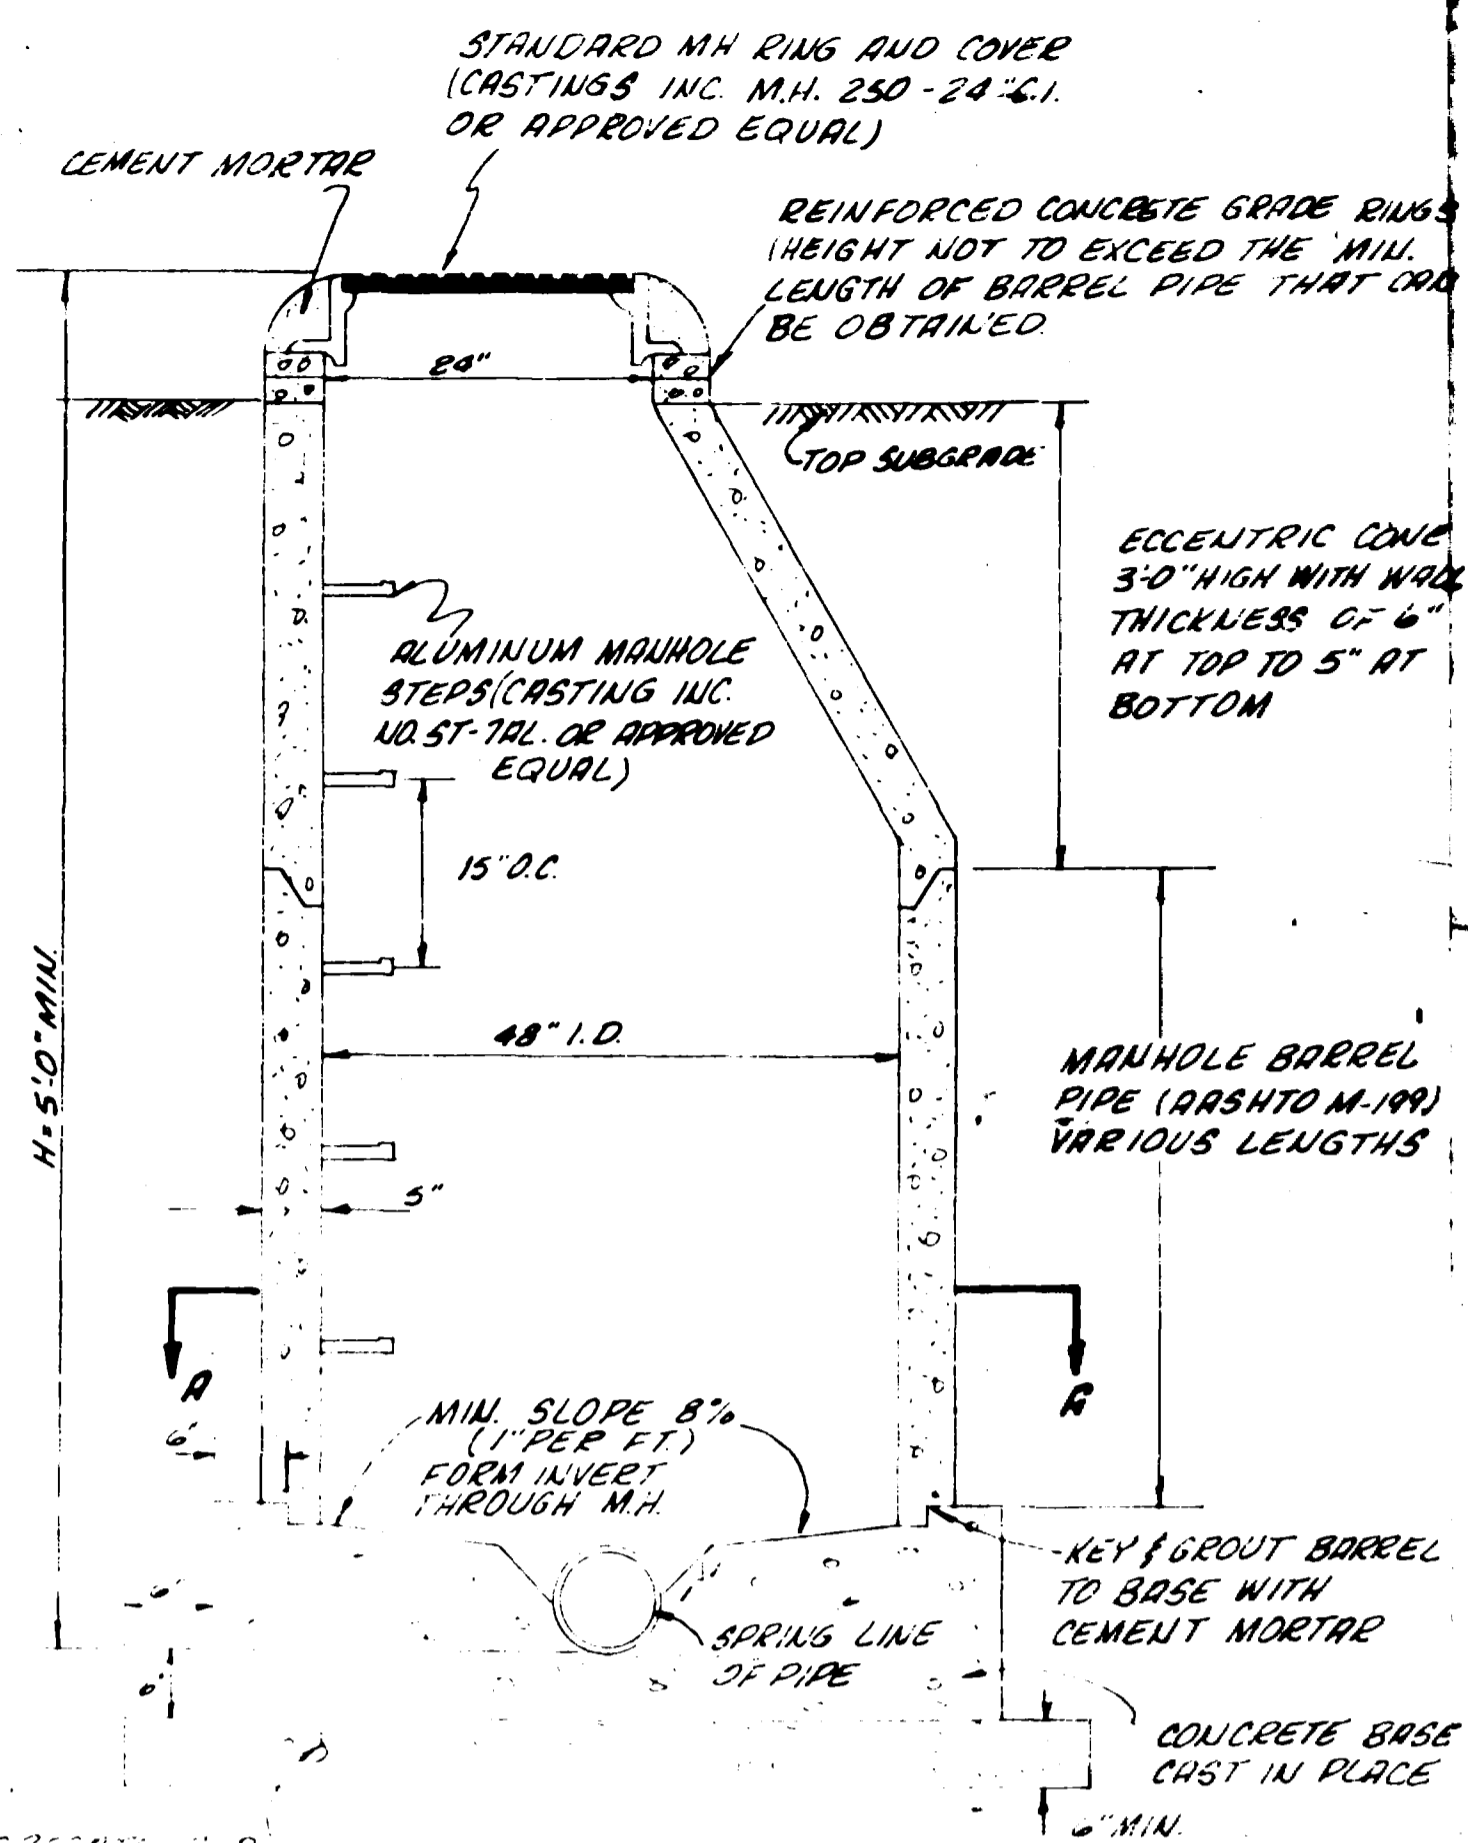 STANDARD MH RING AND COVER
(CASTINGS INC. M.H. 250-24" C.I.
OR APPROVED EQUAL)
CEMENT MORTAR
REINFORCED CONCRETE GRADE RINGS
(HEIGHT NOT TO EXCEED THE MIN.
LENGTH OF BARREL PIPE THAT CAN
BE OBTAINED.
24"
TOP SUBGRADE
ECCENTRIC CONE
3'-0" HIGH WITH WALL
THICKNESS OF 6"
AT TOP TO 5" AT
BOTTOM
ALUMINUM MANHOLE
STEPS (CASTING INC.
NO. ST-7AL. OR APPROVED
EQUAL)
15" O.C.
H=5'-0" MIN.
48" I.D.
MANHOLE BARREL
PIPE (AASHTO M-199)
VARIOUS LENGTHS
5"
A
A
6"
MIN. SLOPE 8%
(1" PER FT.)
FORM INVERT
THROUGH M.H.
KEY & GROUT BARREL
TO BASE WITH
CEMENT MORTAR
6"
SPRING LINE
OF PIPE
6"
CONCRETE BASE
CAST IN PLACE
6" MIN.